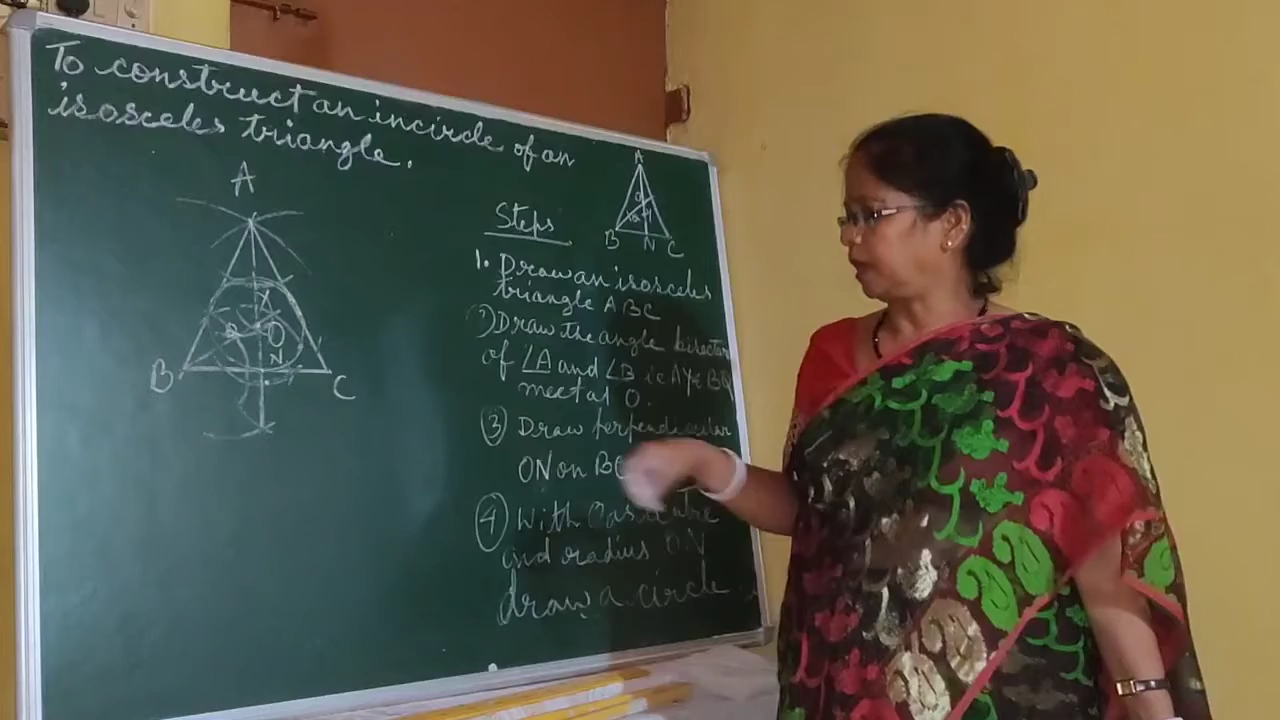 To construct an incircle of an
isosceles triangle.
A
B
C
O
N
A
B
N
C
Steps
1. Draw an isosceles
triangle ABC
2) Draw the angle bisector
of ∠A and ∠B ie AY & BQ
meet at O.
③ Draw perpendicular
ON on
④ With O as centre
and radius ON
draw a circle